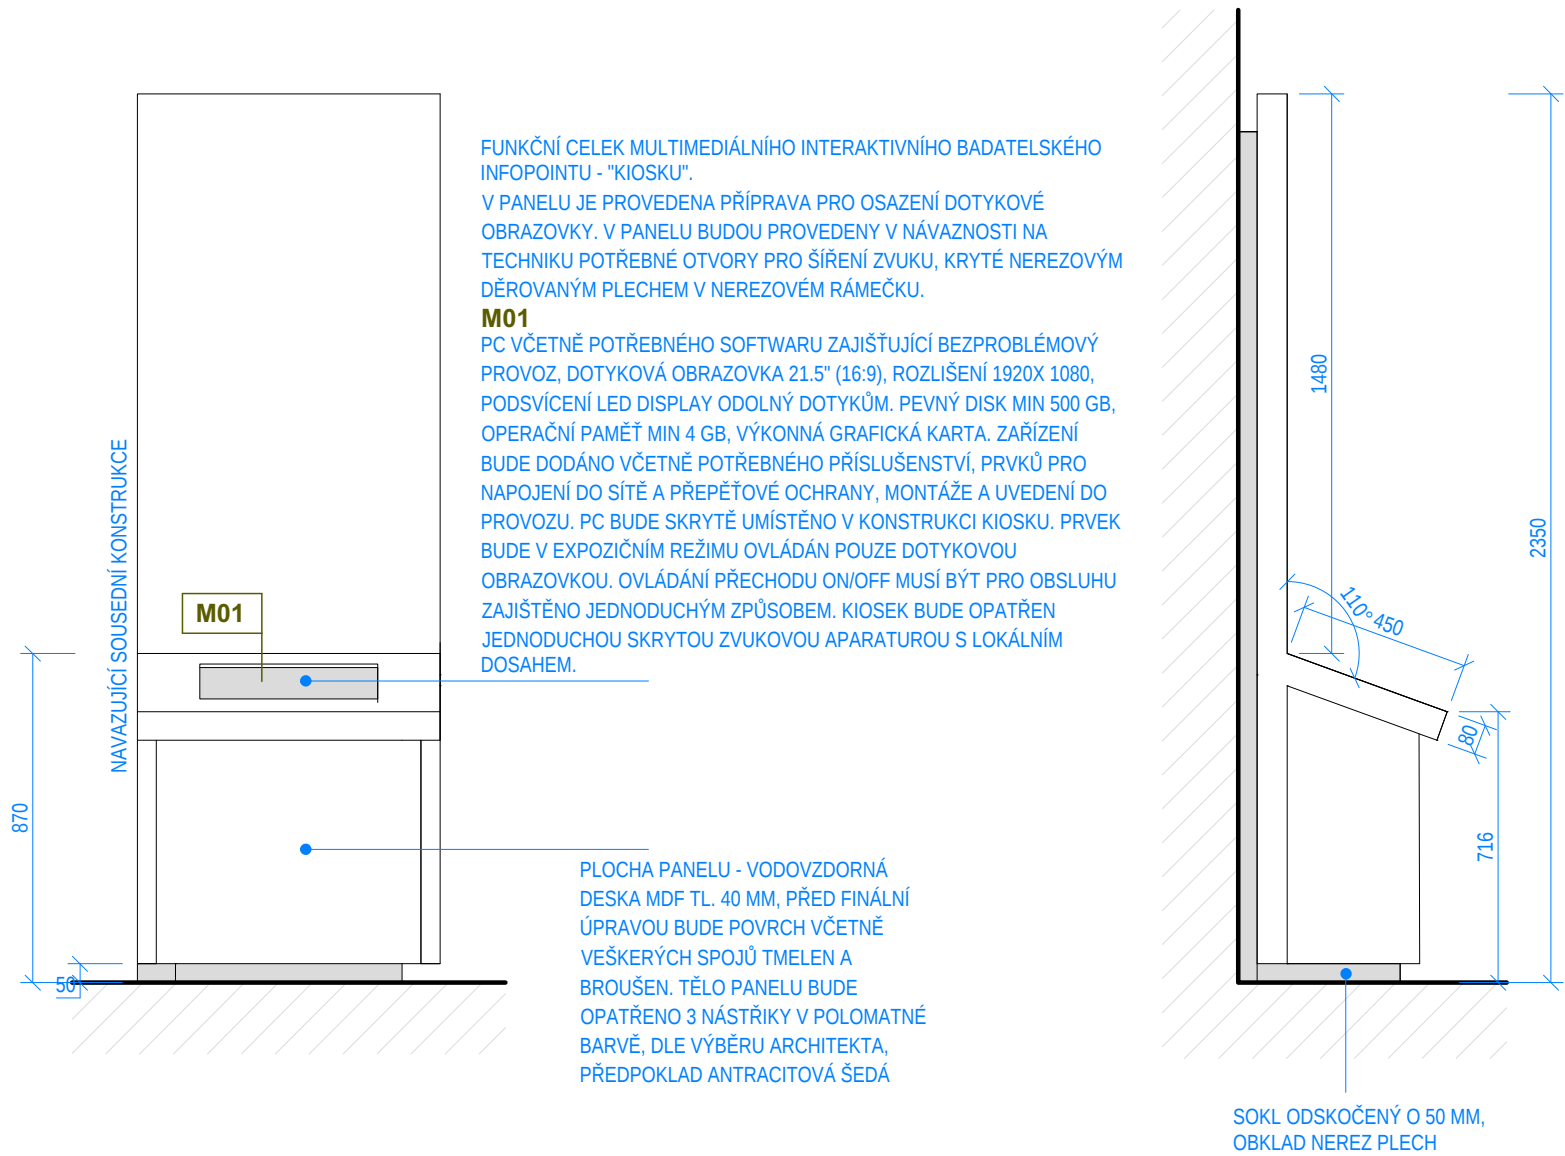 FUNKČNÍ CELEK MULTIMEDIÁLNÍHO INTERAKTIVNÍHO BADATELSKÉHO
INFOPOINTU - "KIOSKU".
V PANELU JE PROVEDENA PŘÍPRAVA PRO OSAZENÍ DOTYKOVÉ
OBRAZOVKY. V PANELU BUDOU PROVEDENY V NÁVAZNOSTI NA
TECHNIKU POTŘEBNÉ OTVORY PRO ŠÍŘENÍ ZVUKU, KRYTÉ NEREZOVÝM
DĚROVANÝM PLECHEM V NEREZOVÉM RÁMEČKU.
M01
PC VČETNĚ POTŘEBNÉHO SOFTWARU ZAJIŠŤUJÍCÍ BEZPROBLÉMOVÝ
PROVOZ, DOTYKOVÁ OBRAZOVKA 21.5" (16:9), ROZLIŠENÍ 1920X 1080,
PODSVÍCENÍ LED DISPLAY ODOLNÝ DOTYKŮM. PEVNÝ DISK MIN 500 GB,
OPERAČNÍ PAMĚŤ MIN 4 GB, VÝKONNÁ GRAFICKÁ KARTA. ZAŘÍZENÍ
BUDE DODÁNO VČETNĚ POTŘEBNÉHO PŘÍSLUŠENSTVÍ, PRVKŮ PRO
NAPOJENÍ DO SÍTĚ A PŘEPĚŤOVÉ OCHRANY, MONTÁŽE A UVEDENÍ DO
PROVOZU. PC BUDE SKRYTĚ UMÍSTĚNO V KONSTRUKCI KIOSKU. PRVEK
BUDE V EXPOZIČNÍM REŽIMU OVLÁDÁN POUZE DOTYKOVOU
OBRAZOVKOU. OVLÁDÁNÍ PŘECHODU ON/OFF MUSÍ BÝT PRO OBSLUHU
ZAJIŠTĚNO JEDNODUCHÝM ZPŮSOBEM. KIOSEK BUDE OPATŘEN
JEDNODUCHOU SKRYTOU ZVUKOVOU APARATUROU S LOKÁLNÍM
DOSAHEM.
NAVAZUJÍCÍ SOUSEDNÍ KONSTRUKCE
M01
870
50
PLOCHA PANELU - VODOVZDORNÁ
DESKA MDF TL. 40 MM, PŘED FINÁLNÍ
ÚPRAVOU BUDE POVRCH VČETNĚ
VEŠKERÝCH SPOJŮ TMELEN A
BROUŠEN. TĚLO PANELU BUDE
OPATŘENO 3 NÁSTŘIKY V POLOMATNÉ
BARVĚ, DLE VÝBĚRU ARCHITEKTA,
PŘEDPOKLAD ANTRACITOVÁ ŠEDÁ
1480
2350
110°
450
80
716
SOKL ODSKOČENÝ O 50 MM,
OBKLAD NEREZ PLECH